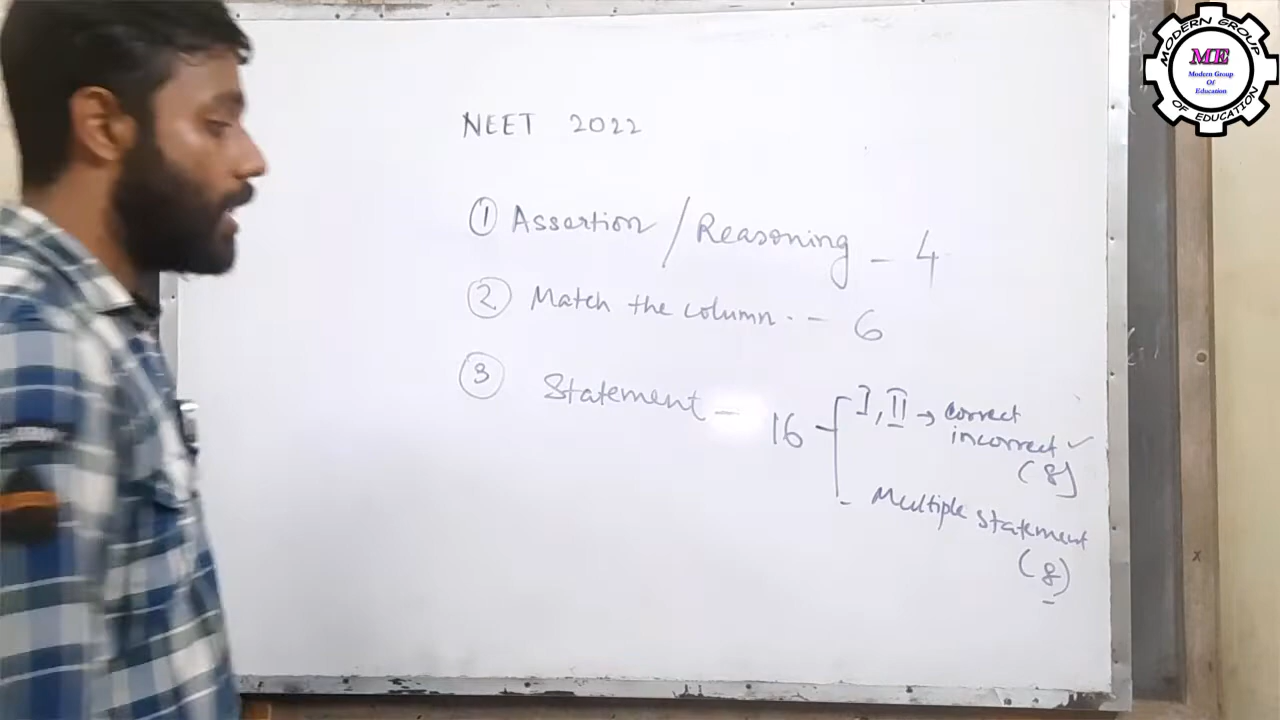 NEET 2022
① Assertion / Reasoning - 4
② Match the column. - 6
③ Statement - 16
I, II → correct
incorrect ✓
(8)
Multiple statement
(8)
MODERN GROUP
ME
Modern Group
Of
Education
OF EDUCATION